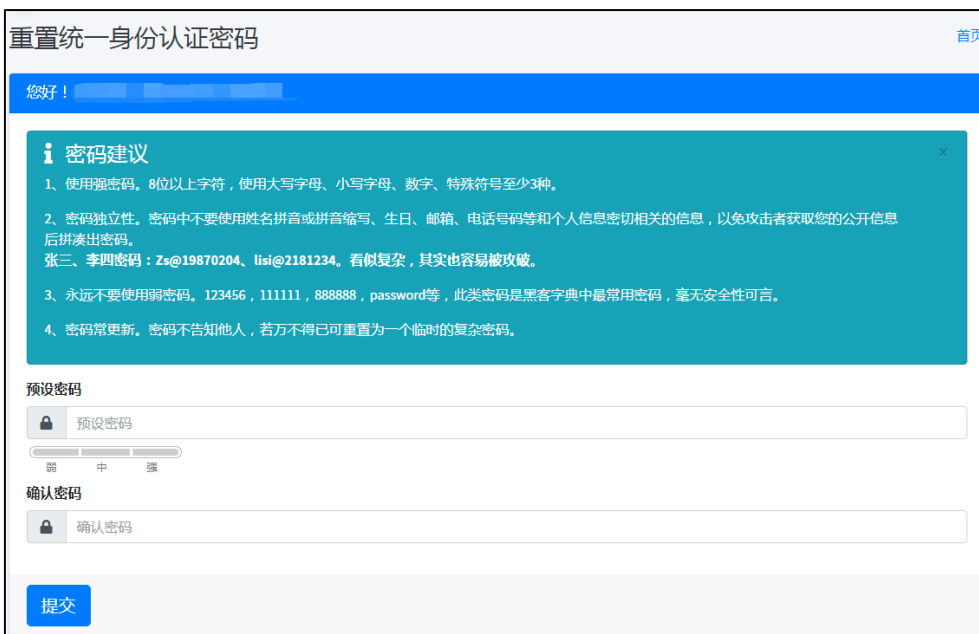 重置统一身份认证密码
首页
您好！
密码建议
×
1、使用强密码。8位以上字符，使用大写字母、小写字母、数字、特殊符号至少3种。
2、密码独立性。密码中不要使用姓名拼音或拼音缩写、生日、邮箱、电话号码等和个人信息密切相关的信息，以免攻击者获取您的公开信息
后拼凑出密码。
张三、李四密码：Zs@19870204、lisi@2181234。看似复杂，其实也容易被攻破。
3、永远不要使用弱密码。123456，111111，888888，password等，此类密码是黑客字典中最常用密码，毫无安全性可言。
4、密码常更新。密码不告知他人，若万不得已可重置为一个临时的复杂密码。
预设密码
预设密码
弱 中 强
确认密码
确认密码
提交